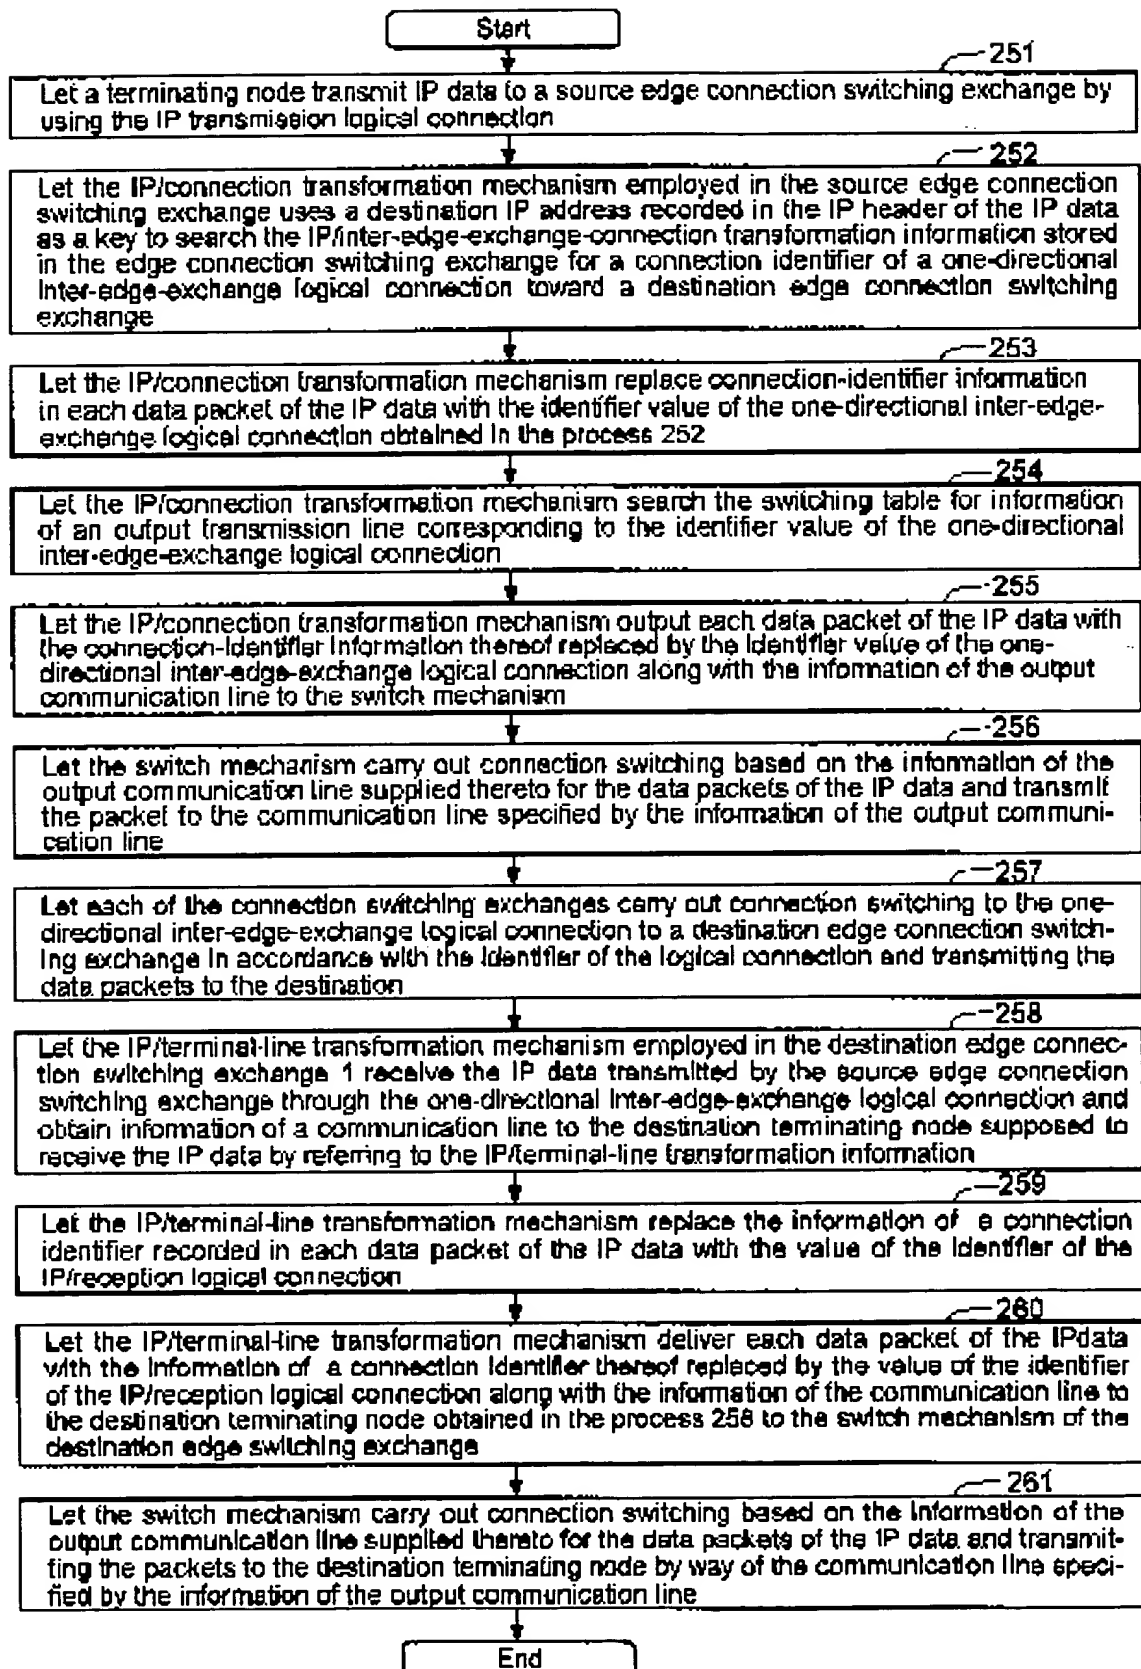 Start
251
Let a terminating node transmit IP data to a source edge connection switching exchange by
using the IP transmission logical connection
252
Let the IP/connection transformation mechanism employed in the source edge connection
switching exchange uses a destination IP address recorded in the IP header of the IP data
as a key to search the IP/inter-edge-exchange-connection transformation information stored
in the edge connection switching exchange for a connection identifier of a one-directional
inter-edge-exchange logical connection toward a destination edge connection switching
exchange
253
Let the IP/connection transformation mechanism replace connection-identifier information
in each data packet of the IP data with the identifier value of the one-directional inter-edge-
exchange logical connection obtained in the process 252
254
Let the IP/connection transformation mechanism search the switching table for information
of an output transmission line corresponding to the identifier value of the one-directional
inter-edge-exchange logical connection
255
Let the IP/connection transformation mechanism output each data packet of the IP data with
the connection-identifier information thereof replaced by the identifier value of the one-
directional inter-edge-exchange logical connection along with the information of the output
communication line to the switch mechanism
256
Let the switch mechanism carry out connection switching based on the information of the
output communication line supplied thereto for the data packets of the IP data and transmit
the packet to the communication line specified by the information of the output communi-
cation line
257
Let each of the connection switching exchanges carry out connection switching to the one-
directional inter-edge-exchange logical connection to a destination edge connection switch-
ing exchange in accordance with the identifier of the logical connection and transmitting the
data packets to the destination
258
Let the IP/terminal-line transformation mechanism employed in the destination edge connec-
tion switching exchange 1 receive the IP data transmitted by the source edge connection
switching exchange through the one-directional inter-edge-exchange logical connection and
obtain information of a communication line to the destination terminating node supposed to
receive the IP data by referring to the IP/terminal-line transformation information
259
Let the IP/terminal-line transformation mechanism replace the information of a connection
identifier recorded in each data packet of the IP data with the value of the identifier of the
IP/reception logical connection
260
Let the IP/terminal-line transformation mechanism deliver each data packet of the IPdata
with the information of a connection identifier thereof replaced by the value of the identifier
of the IP/reception logical connection along with the information of the communication line to
the destination terminating node obtained in the process 258 to the switch mechanism of the
destination edge switching exchange
261
Let the switch mechanism carry out connection switching based on the information of the
output communication line supplied thereto for the data packets of the IP data and transmit-
ting the packets to the destination terminating node by way of the communication line speci-
fied by the information of the output communication line
End